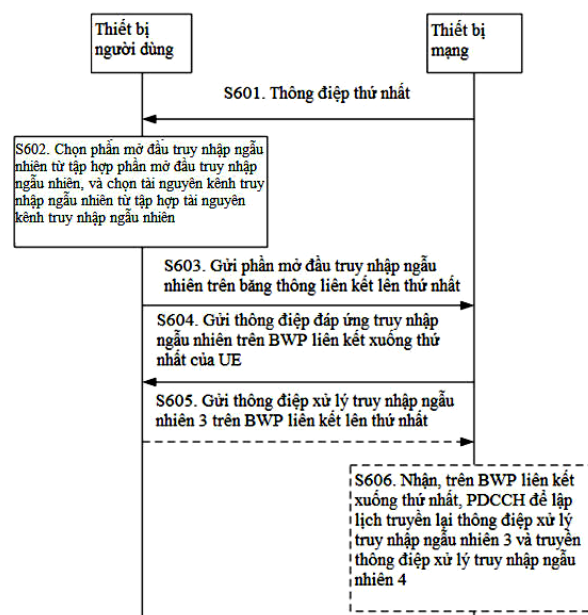 Thiết bị
người dùng
Thiết bị
mạng
S601. Thông điệp thứ nhất
S602. Chọn phần mở đầu truy nhập ngẫu
nhiên từ tập hợp phần mở đầu truy nhập
ngẫu nhiên, và chọn tài nguyên kênh truy
nhập ngẫu nhiên từ tập hợp tài nguyên
kênh truy nhập ngẫu nhiên
S603. Gửi phần mở đầu truy nhập ngẫu
nhiên trên băng thông liên kết lên thứ nhất
S604. Gửi thông điệp đáp ứng truy nhập
ngẫu nhiên trên BWP liên kết xuống thứ
nhất của UE
S605. Gửi thông điệp xử lý truy nhập ngẫu
nhiên 3 trên BWP liên kết lên thứ nhất
S606. Nhận, trên BWP liên kết
xuống thứ nhất, PDCCH để lập
lịch truyền lại thông điệp xử lý
truy nhập ngẫu nhiên 3 và truyền
thông điệp xử lý truy nhập ngẫu
nhiên 4